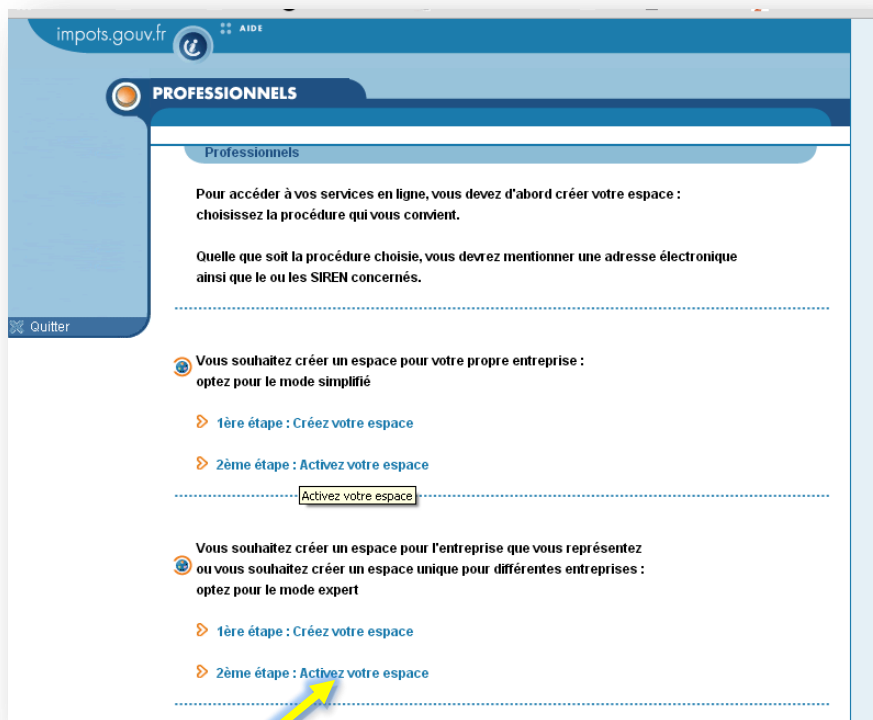 impots.gouv.fr
AIDE
PROFESSIONNELS
Professionnels
Pour accéder à vos services en ligne, vous devez d'abord créer votre espace :
choisissez la procédure qui vous convient.
Quelle que soit la procédure choisie, vous devrez mentionner une adresse électronique
ainsi que le ou les SIREN concernés.
Quitter
Vous souhaitez créer un espace pour votre propre entreprise :
optez pour le mode simplifié
1ère étape : Créez votre espace
2ème étape : Activez votre espace
Activez votre espace
Vous souhaitez créer un espace pour l'entreprise que vous représentez
ou vous souhaitez créer un espace unique pour différentes entreprises :
optez pour le mode expert
1ère étape : Créez votre espace
2ème étape : Activez votre espace